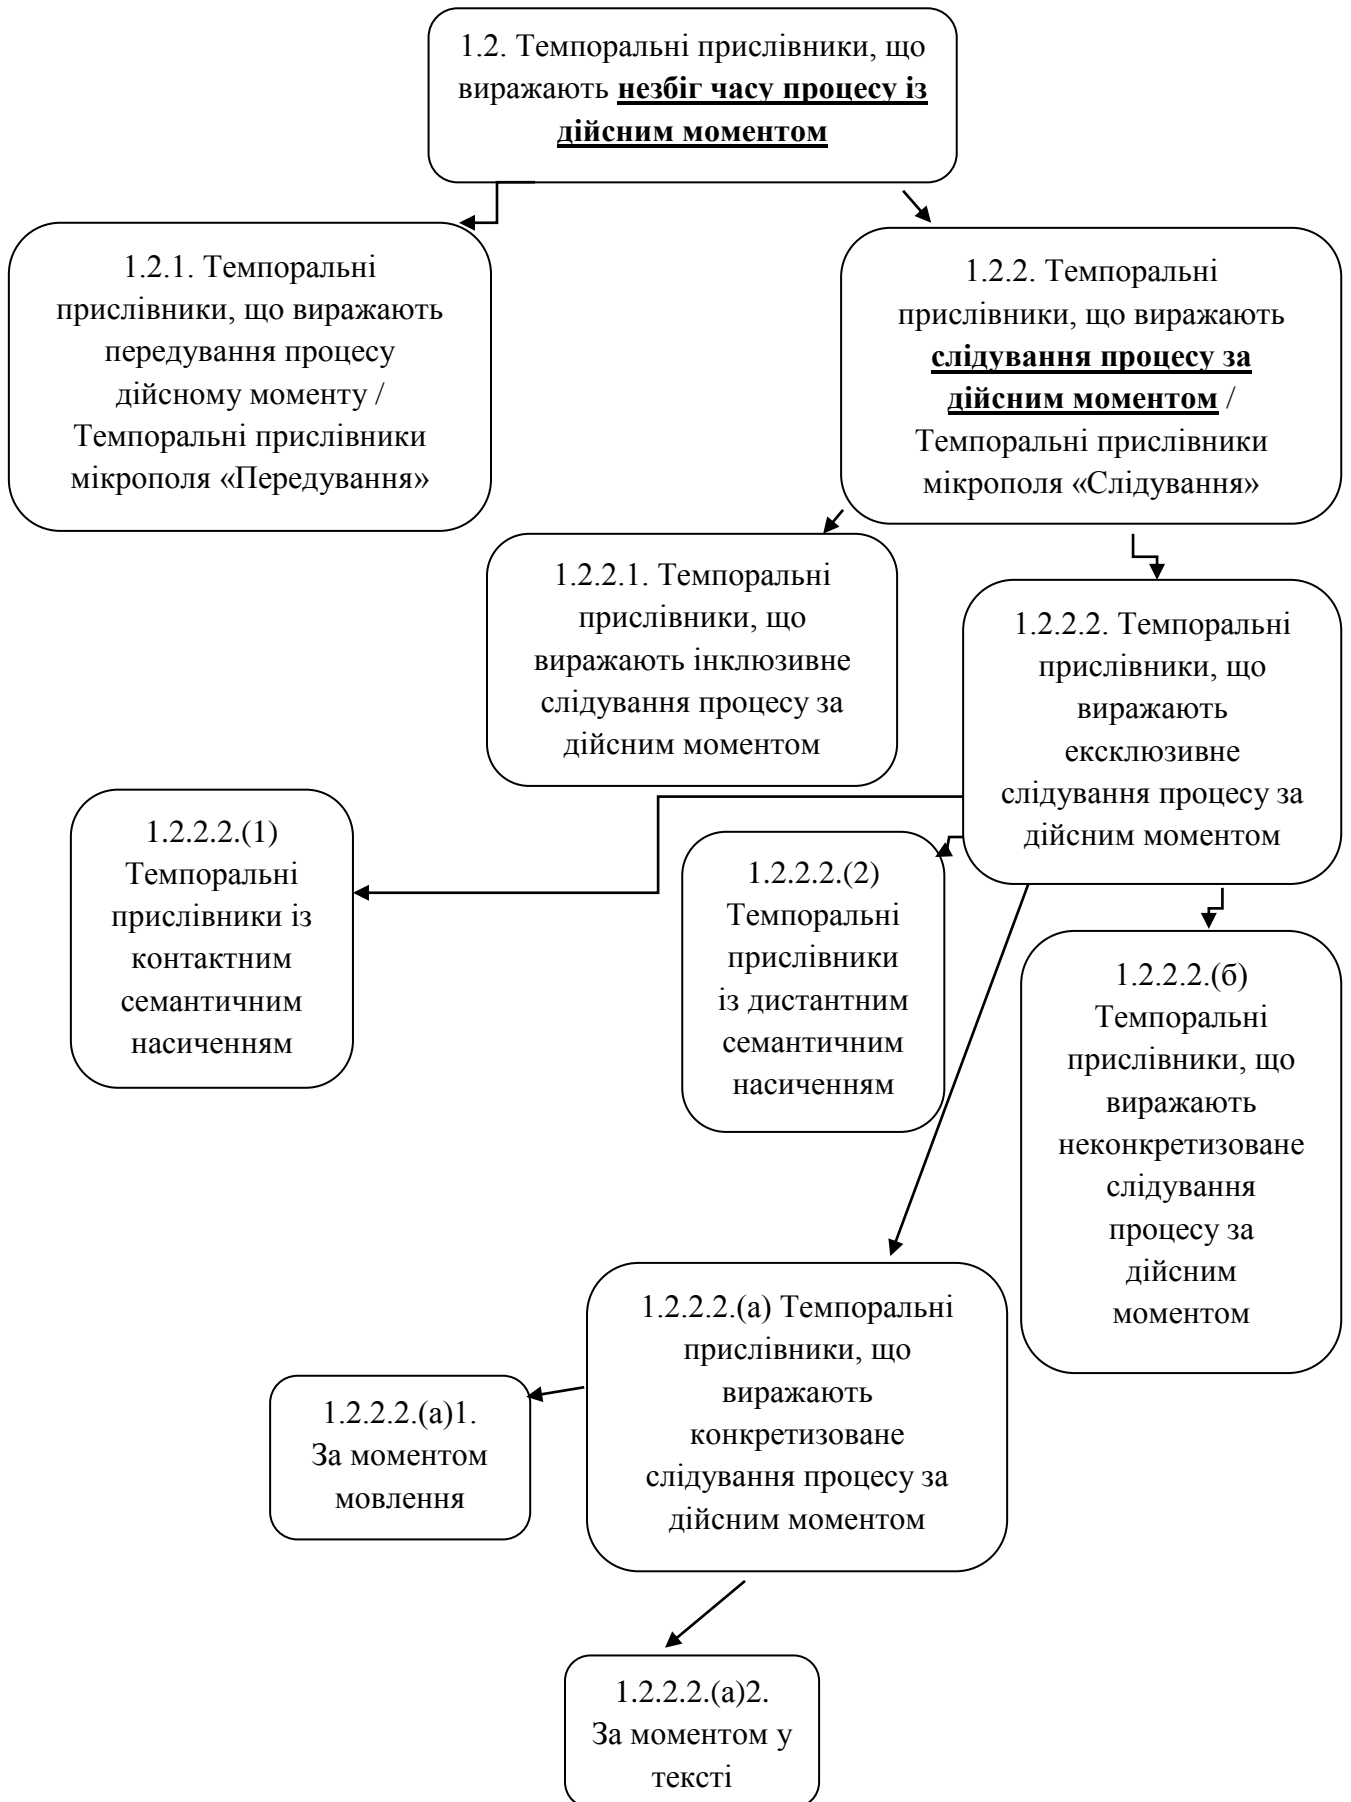 1.2. Темпоральні прислівники, що
виражають незбіг часу процесу із
дійсним моментом
1.2.1. Темпоральні
прислівники, що виражають
передування процесу
дійсному моменту /
Темпоральні прислівники
мікрополя «Передування»
1.2.2. Темпоральні
прислівники, що виражають
слідування процесу за
дійсним моментом /
Темпоральні прислівники
мікрополя «Слідування»
1.2.2.1. Темпоральні
прислівники, що
виражають інклюзивне
слідування процесу за
дійсним моментом
1.2.2.2. Темпоральні
прислівники, що
виражають
ексклюзивне
слідування процесу за
дійсним моментом
1.2.2.2.(1)
Темпоральні
прислівники із
контактним
семантичним
насиченням
1.2.2.2.(2)
Темпоральні
прислівники
із дистантним
семантичним
насиченням
1.2.2.2.(б)
Темпоральні
прислівники, що
виражають
неконкретизоване
слідування
процесу за
дійсним
моментом
1.2.2.2.(а) Темпоральні
прислівники, що
виражають
конкретизоване
слідування процесу за
дійсним моментом
1.2.2.2.(а)1.
За моментом
мовлення
1.2.2.2.(а)2.
За моментом у
тексті